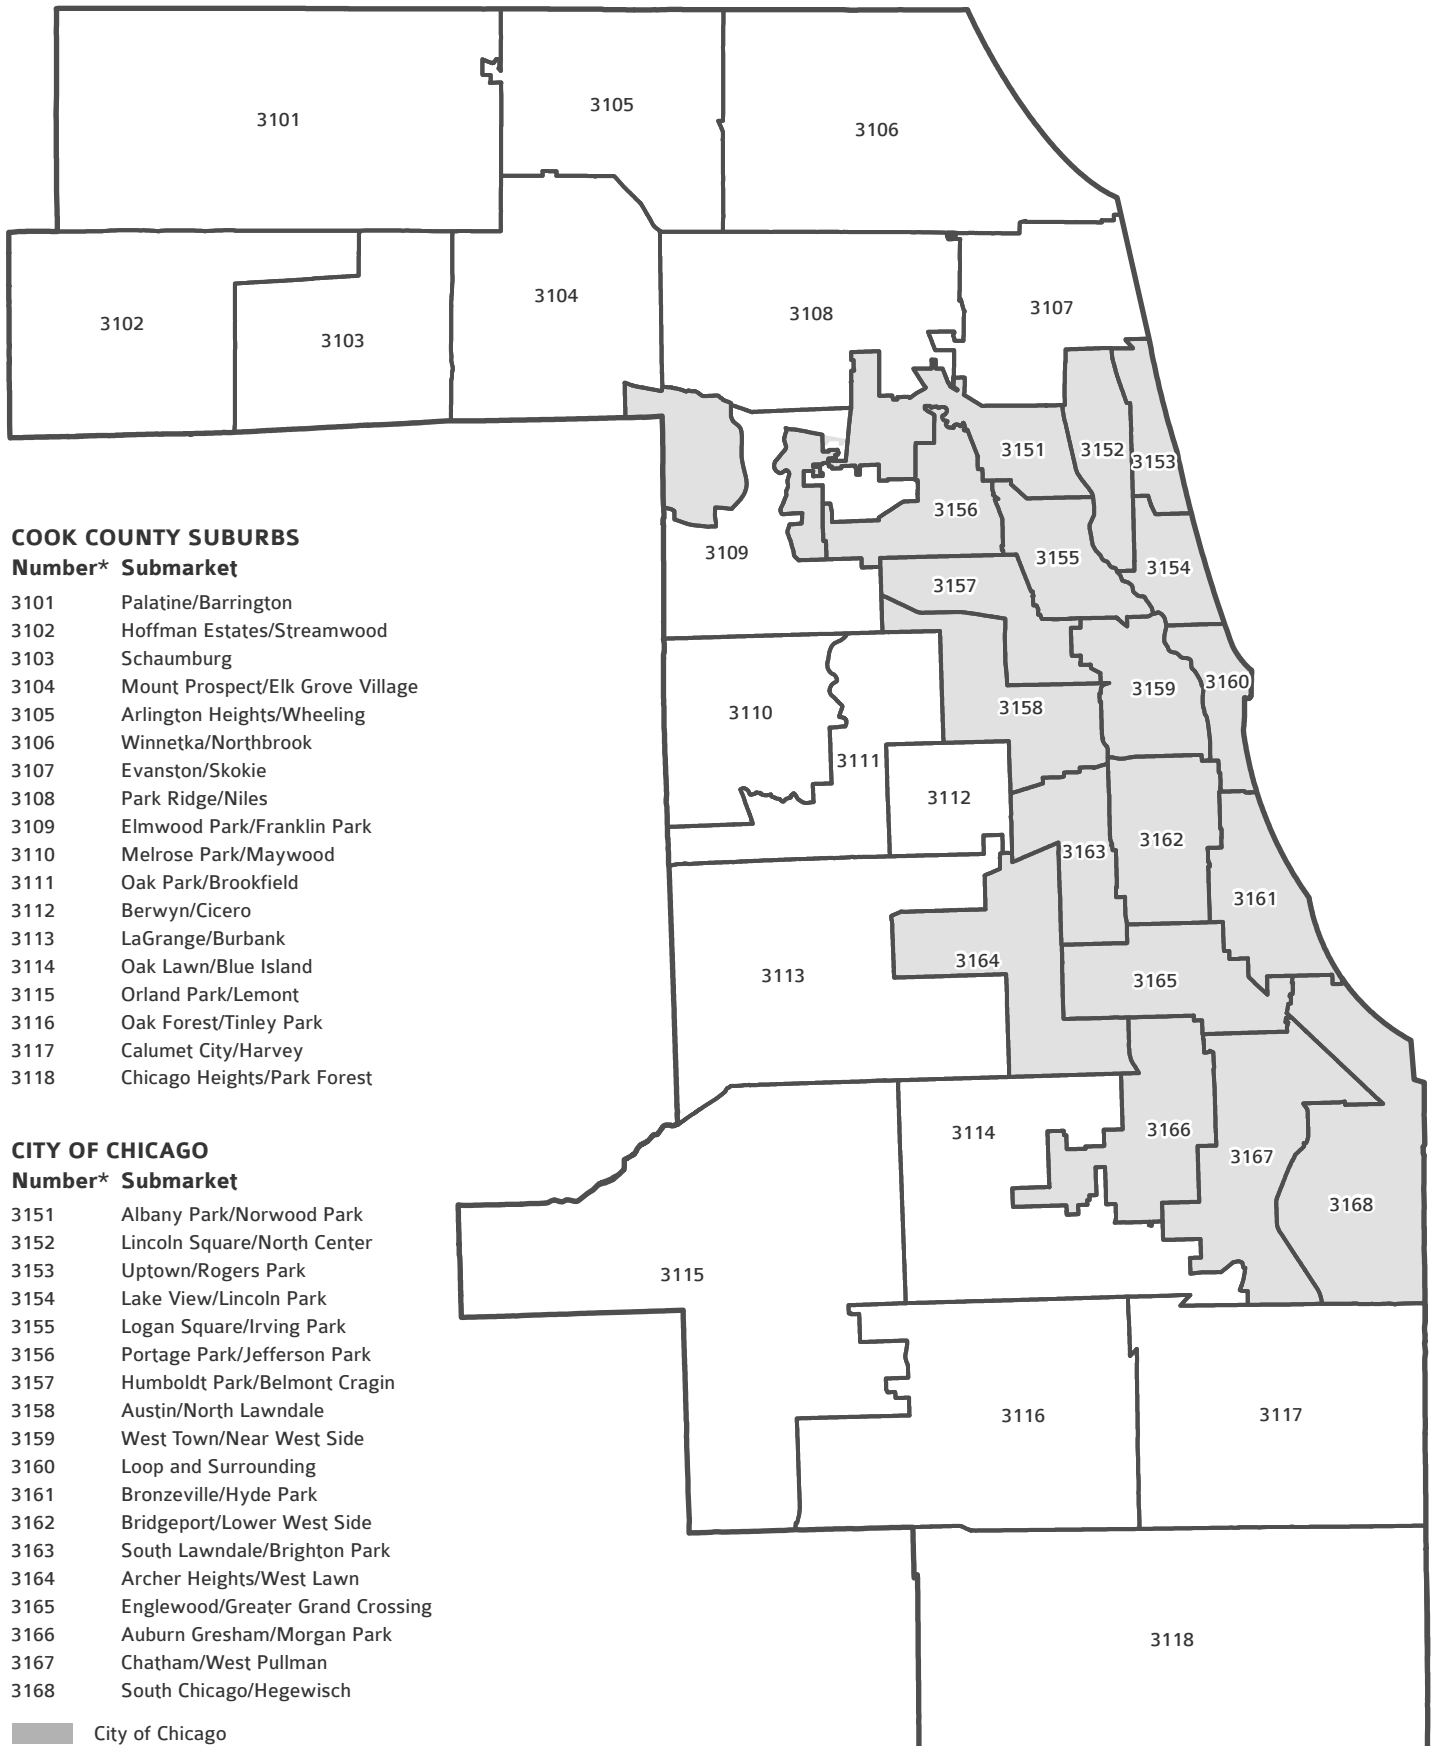 3101
3105
3106
3102
3103
3104
3108
3107
3151
3152
3153
3156
3109
3155
3154
3157
3110
3158
3159
3160
3111
3112
3163
3162
3161
3113
3164
3165
3114
3166
3167
3168
3115
3116
3117
3118
COOK COUNTY SUBURBS
Number* Submarket
3101 Palatine/Barrington
3102 Hoffman Estates/Streamwood
3103 Schaumburg
3104 Mount Prospect/Elk Grove Village
3105 Arlington Heights/Wheeling
3106 Winnetka/Northbrook
3107 Evanston/Skokie
3108 Park Ridge/Niles
3109 Elmwood Park/Franklin Park
3110 Melrose Park/Maywood
3111 Oak Park/Brookfield
3112 Berwyn/Cicero
3113 LaGrange/Burbank
3114 Oak Lawn/Blue Island
3115 Orland Park/Lemont
3116 Oak Forest/Tinley Park
3117 Calumet City/Harvey
3118 Chicago Heights/Park Forest
CITY OF CHICAGO
Number* Submarket
3151 Albany Park/Norwood Park
3152 Lincoln Square/North Center
3153 Uptown/Rogers Park
3154 Lake View/Lincoln Park
3155 Logan Square/Irving Park
3156 Portage Park/Jefferson Park
3157 Humboldt Park/Belmont Cragin
3158 Austin/North Lawndale
3159 West Town/Near West Side
3160 Loop and Surrounding
3161 Bronzeville/Hyde Park
3162 Bridgeport/Lower West Side
3163 South Lawndale/Brighton Park
3164 Archer Heights/West Lawn
3165 Englewood/Greater Grand Crossing
3166 Auburn Gresham/Morgan Park
3167 Chatham/West Pullman
3168 South Chicago/Hegewisch
City of Chicago